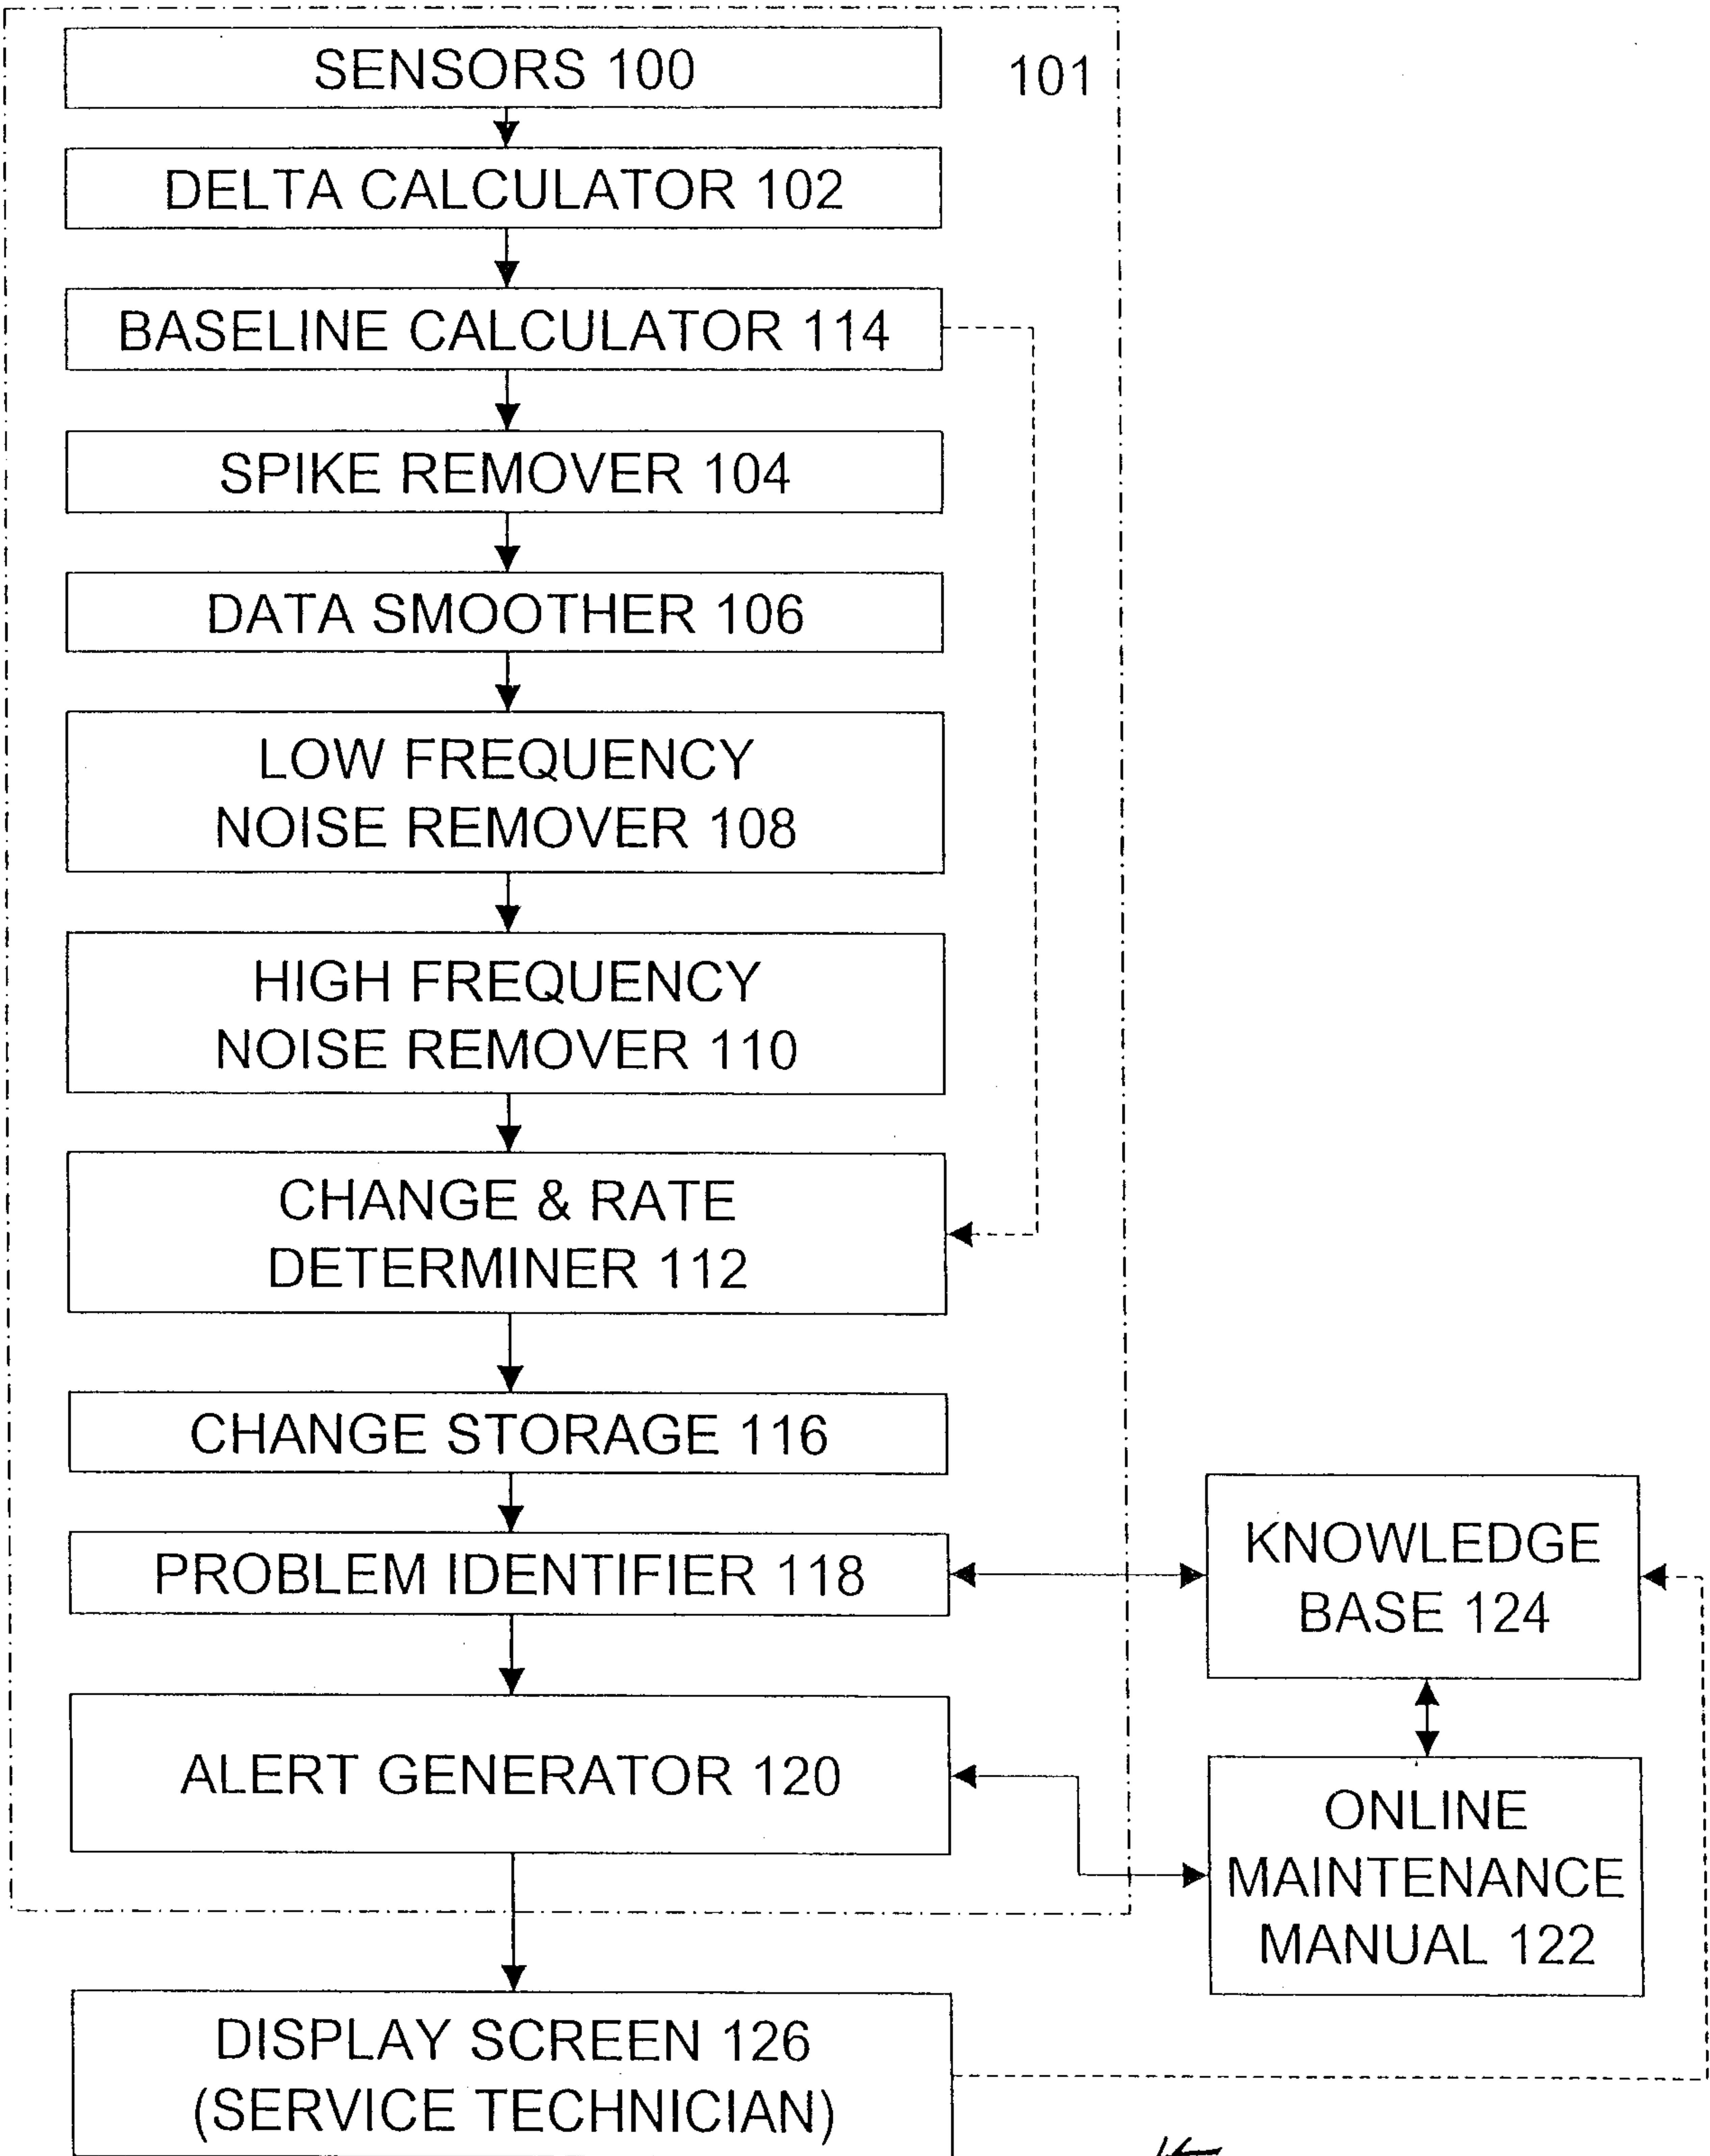 SENSORS 100
101
DELTA CALCULATOR 102
BASELINE CALCULATOR 114
SPIKE REMOVER 104
DATA SMOOTHER 106
LOW FREQUENCY
NOISE REMOVER 108
HIGH FREQUENCY
NOISE REMOVER 110
CHANGE & RATE
DETERMINER 112
CHANGE STORAGE 116
PROBLEM IDENTIFIER 118
KNOWLEDGE
BASE 124
ALERT GENERATOR 120
ONLINE
MAINTENANCE
MANUAL 122
DISPLAY SCREEN 126
(SERVICE TECHNICIAN)